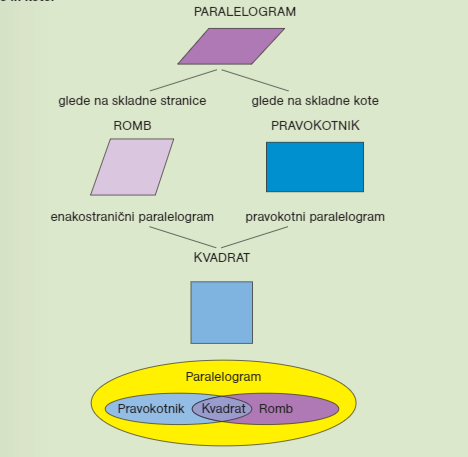 PARALELOGRAM
glede na skladne stranice glede na skladne kote
ROMB PRAVOKOTNIK
enakostranični paralelogram pravokotni paralelogram
KVADRAT
Paralelogram
Pravokotnik Kvadrat Romb